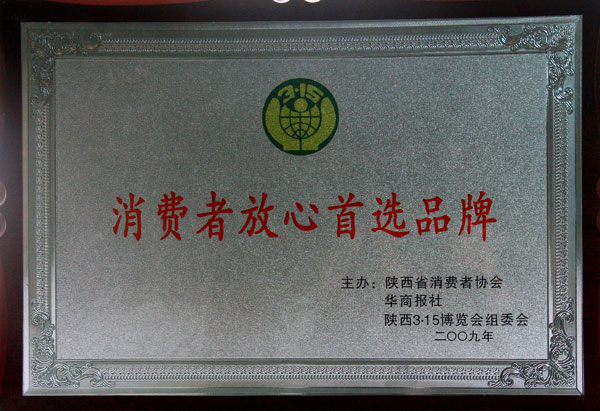 3·15
消费者放心首选品牌
主办：陕西省消费者协会
华商报社
陕西3·15博览会组委会
二〇〇九年